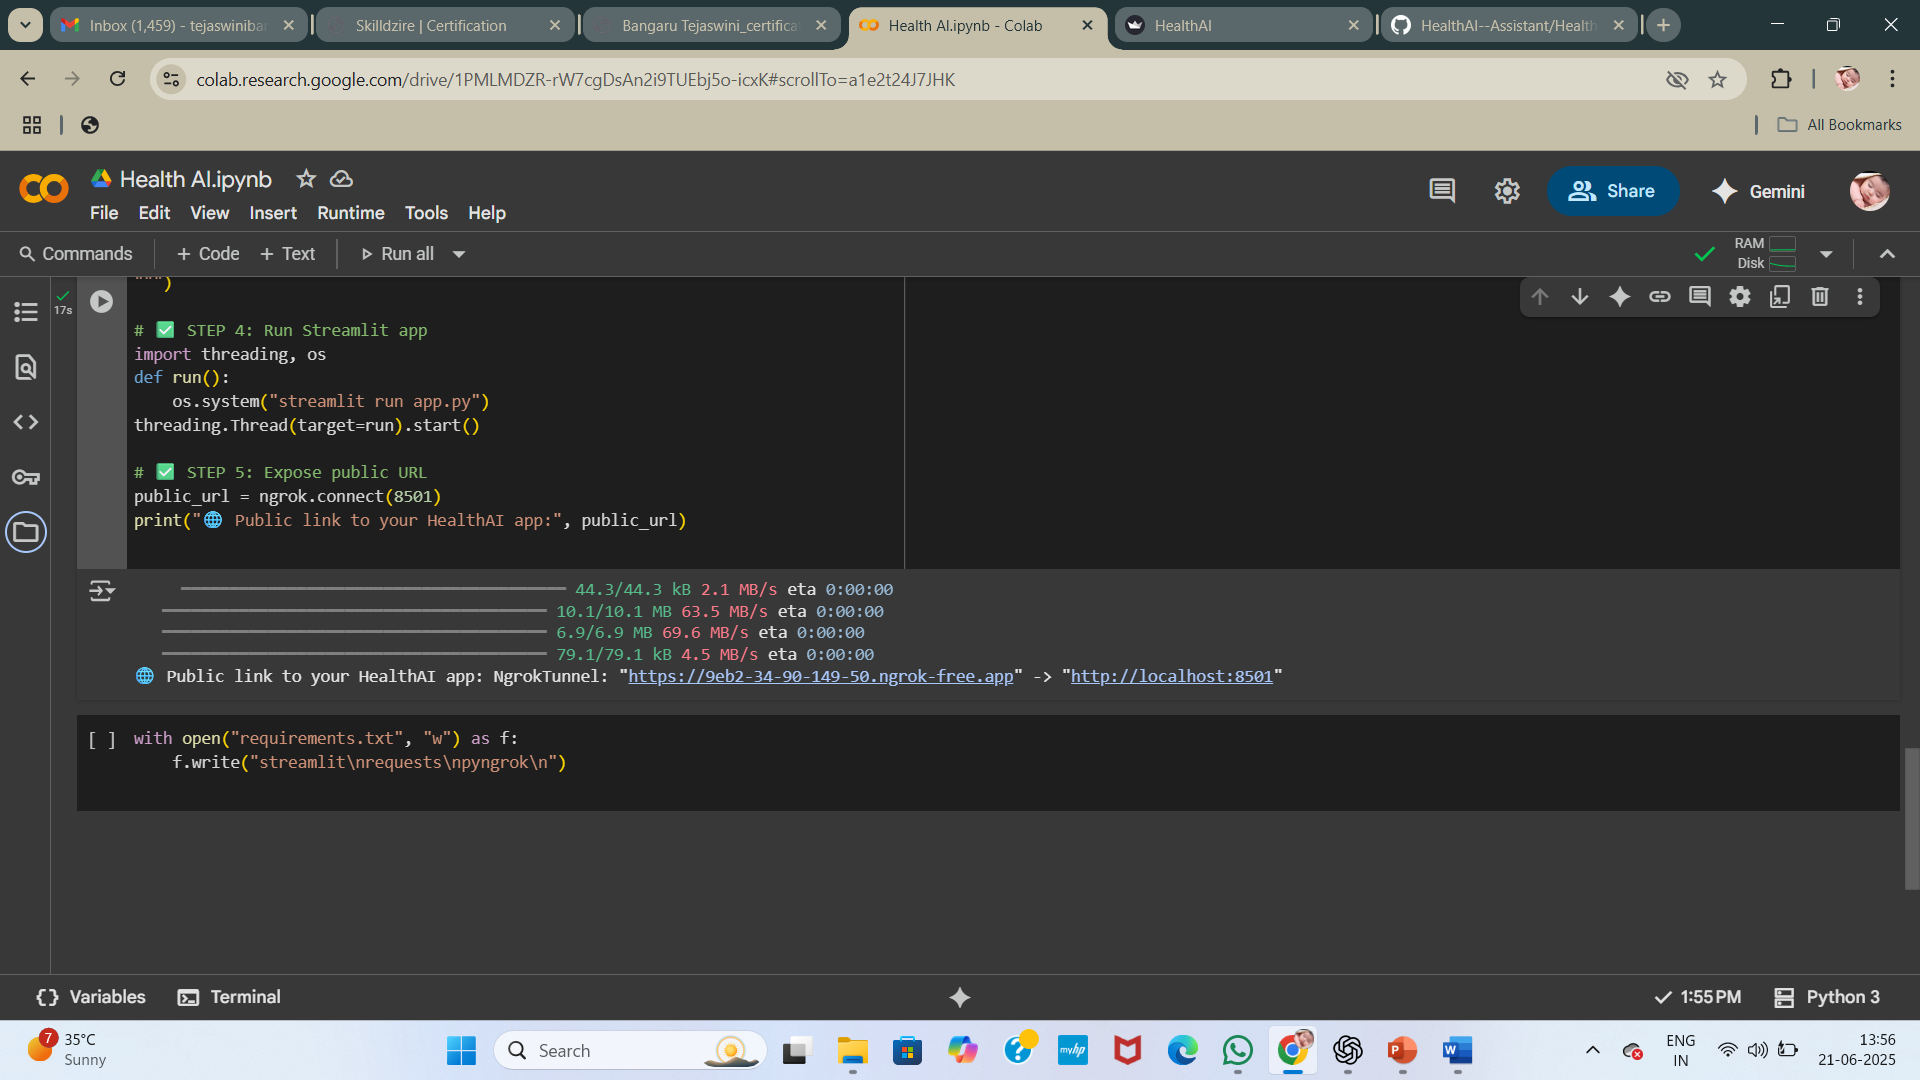 Inbox (1,459) - tejaswiniba
Skilldzire | Certification
Bangaru Tejaswini_certifica
Health AI.ipynb - Colab
HealthAI
HealthAI--Assistant/Health
colab.research.google.com/drive/1PMLMDZR-rW7cgDsAn2i9TUEbj5o-icxK#scrollTo=a1e2t24J7JHK
All Bookmarks
Health AI.ipynb
File Edit View Insert Runtime Tools Help
Share
Gemini
Commands + Code + Text Run all
RAM
Disk
17s
""")
# ✅ STEP 4: Run Streamlit app
import threading, os
def run():
    os.system("streamlit run app.py")
threading.Thread(target=run).start()
# ✅ STEP 5: Expose public URL
public_url = ngrok.connect(8501)
print("🌐 Public link to your HealthAI app:", public_url)
44.3/44.3 kB 2.1 MB/s eta 0:00:00
10.1/10.1 MB 63.5 MB/s eta 0:00:00
6.9/6.9 MB 69.6 MB/s eta 0:00:00
79.1/79.1 kB 4.5 MB/s eta 0:00:00
🌐 Public link to your HealthAI app: NgrokTunnel: "https://9eb2-34-90-149-50.ngrok-free.app" -> "http://localhost:8501"
[ ] with open("requirements.txt", "w") as f:
    f.write("streamlit\nrequests\npyngrok\n")
Variables
Terminal
1:55 PM
Python 3
7
35°C
Sunny
Search
myhp
P
W
ENG
IN
13:56
21-06-2025